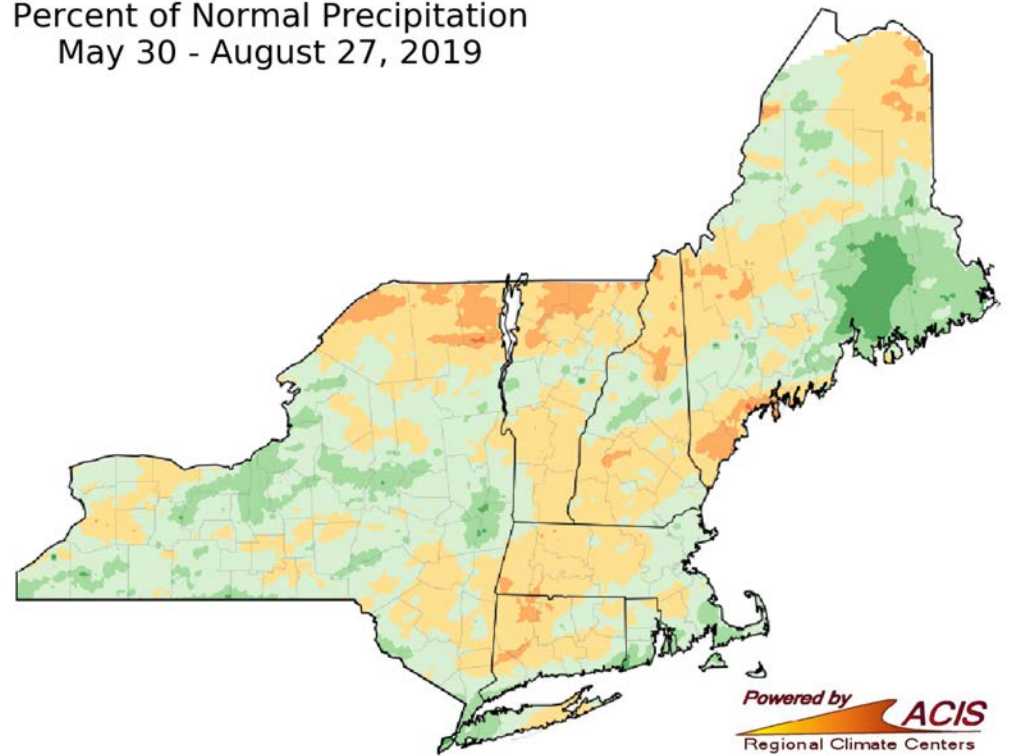 Percent of Normal Precipitation
May 30 - August 27, 2019
Powered by
ACIS
Regional Climate Centers